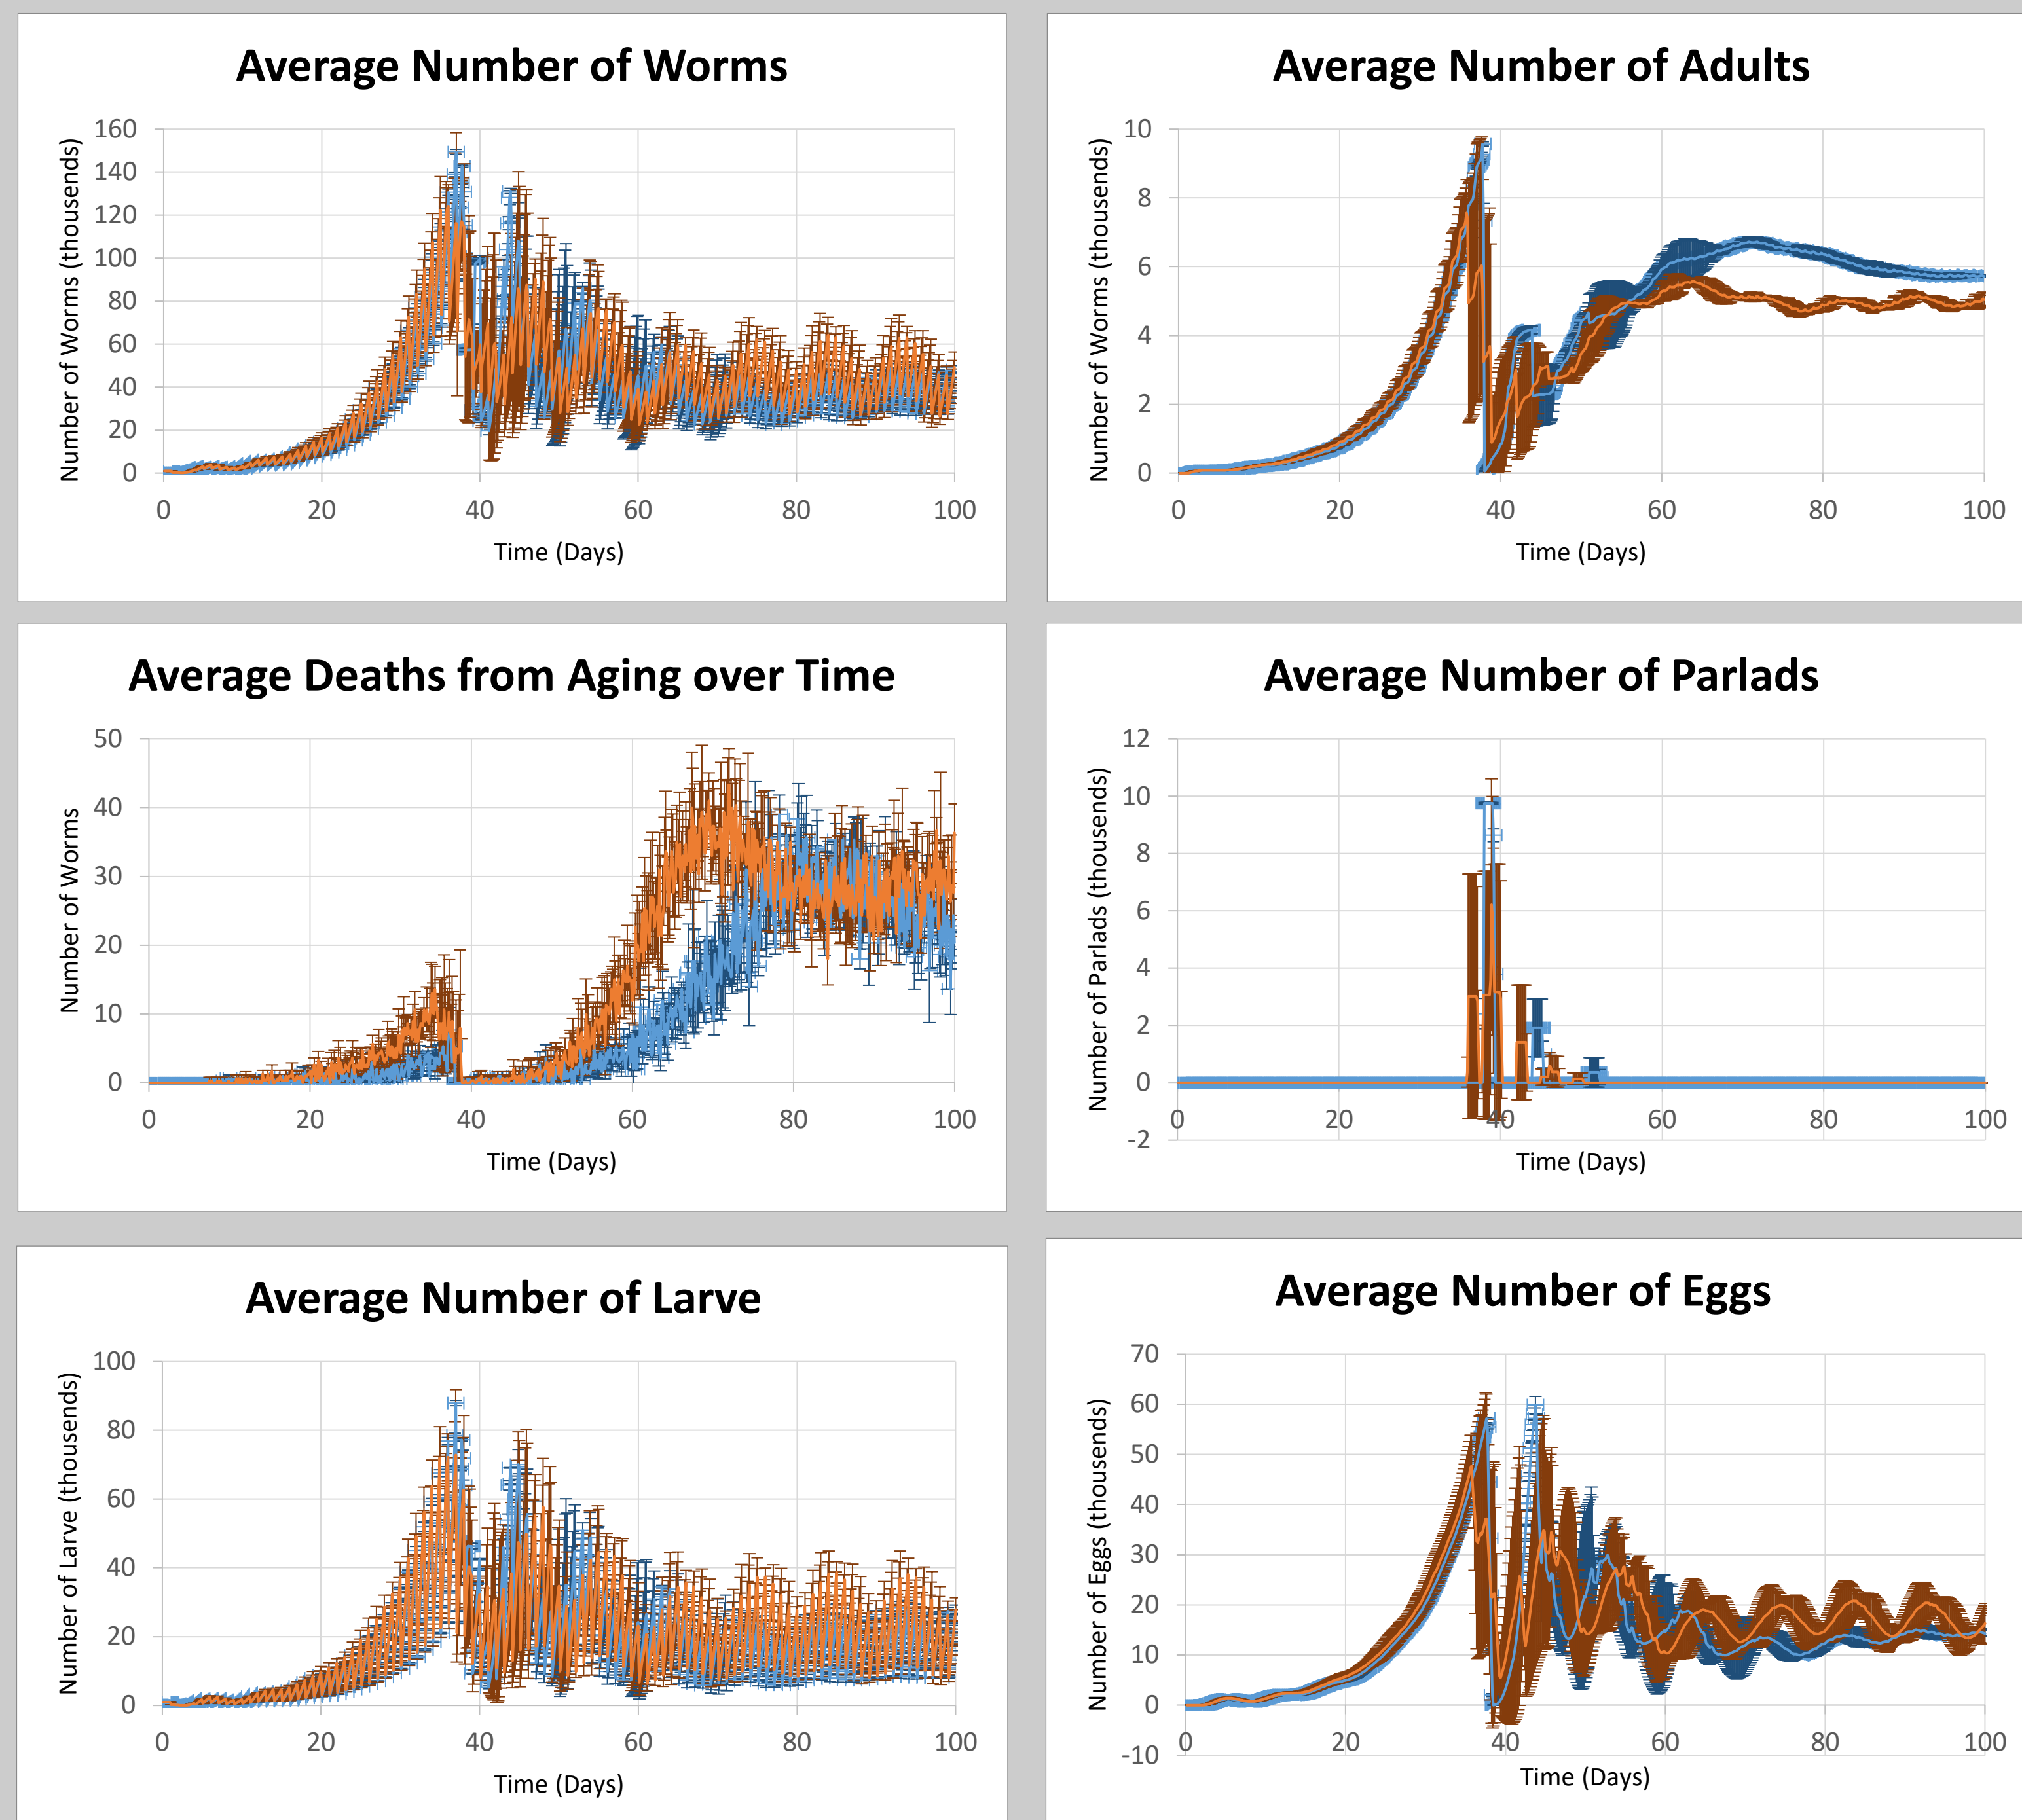 Average Number of Worms
Number of Worms (thousends)
160
140
120
100
80
60
40
20
0
0 20 40 60 80 100
Time (Days)
Average Number of Adults
Number of Worms (thousends)
10
8
6
4
2
0
0 20 40 60 80 100
Time (Days)
Average Deaths from Aging over Time
Number of Worms
50
40
30
20
10
0
0 20 40 60 80 100
Time (Days)
Average Number of Parlads
Number of Parlads (thousends)
12
10
8
6
4
2
0
-2
0 20 40 60 80 100
Time (Days)
Average Number of Larve
Number of Larve (thousends)
100
80
60
40
20
0
0 20 40 60 80 100
Time (Days)
Average Number of Eggs
Number of Eggs (thousends)
70
60
50
40
30
20
10
0
-10
0 20 40 60 80 100
Time (Days)